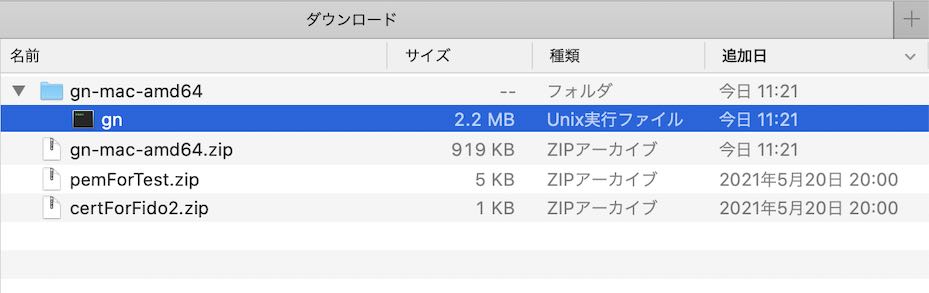 ダウンロード
名前 サイズ 種類 追加日
gn-mac-amd64 -- フォルダ 今日 11:21
gn 2.2 MB Unix実行ファイル 今日 11:21
gn-mac-amd64.zip 919 KB ZIPアーカイブ 今日 11:21
pemForTest.zip 5 KB ZIPアーカイブ 2021年5月20日 20:00
certForFido2.zip 1 KB ZIPアーカイブ 2021年5月20日 20:00